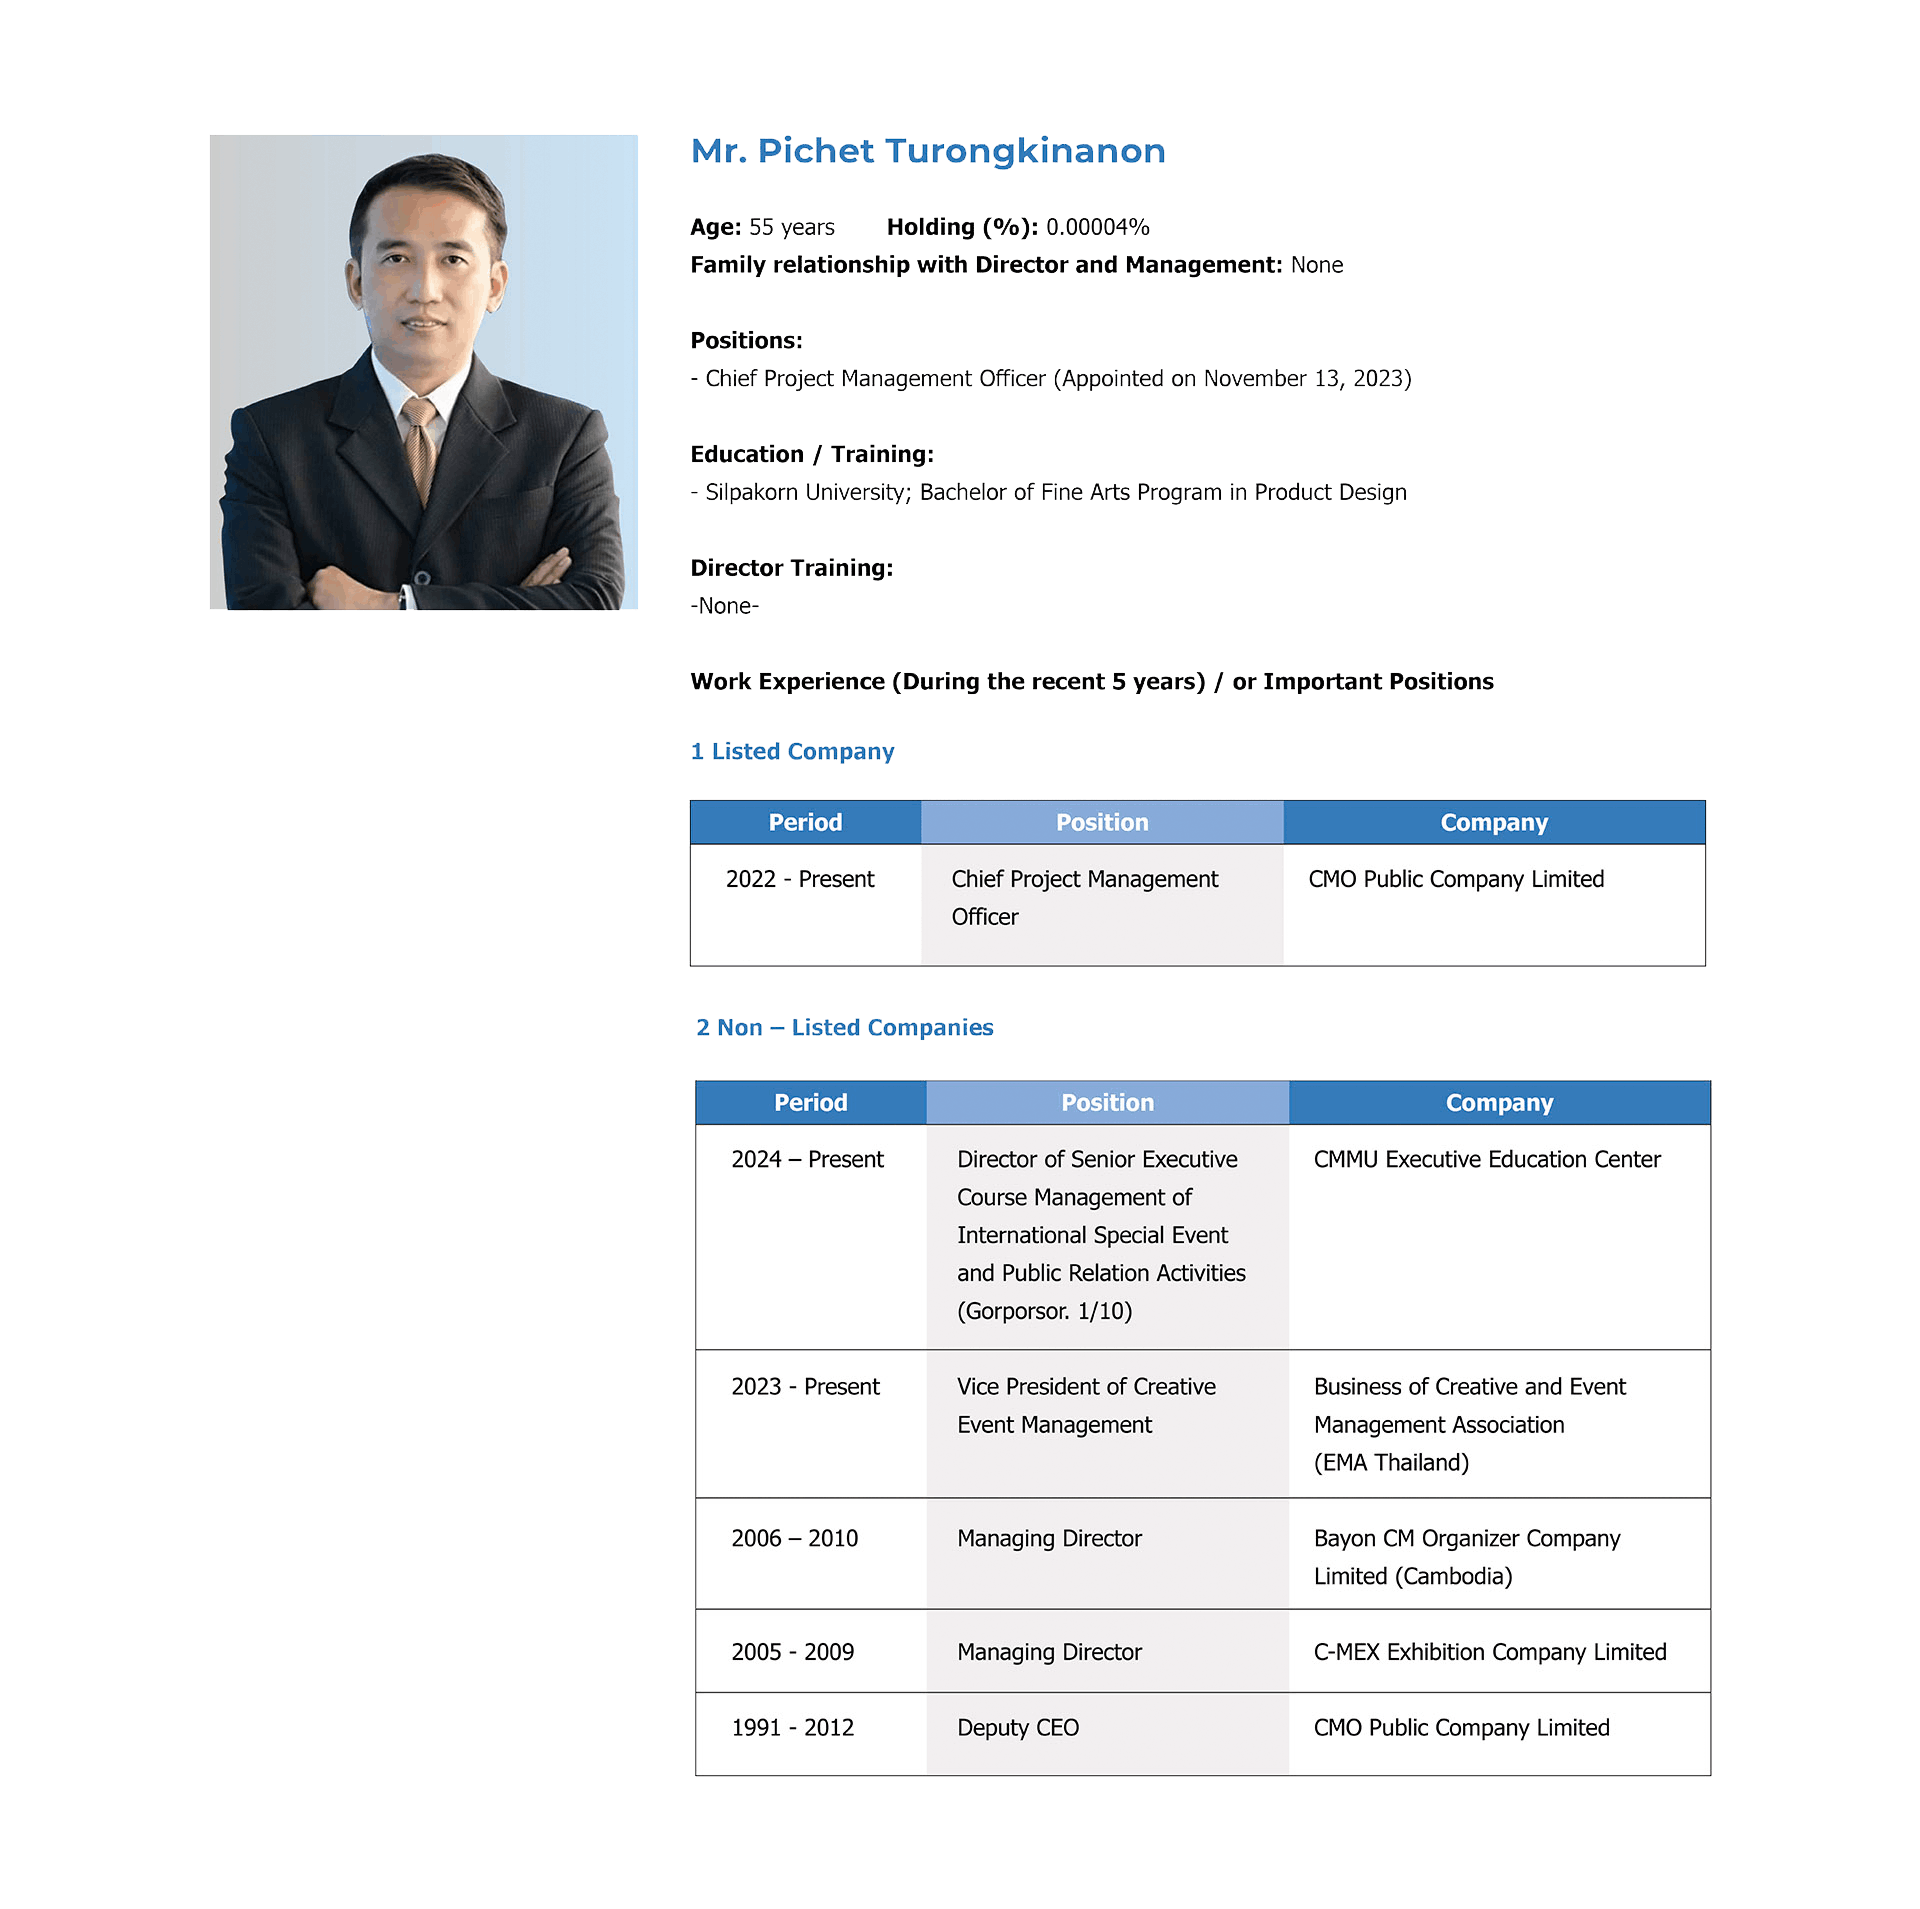 Mr. Pichet Turongkinanon
Age: 55 years Holding (%): 0.00004%
Family relationship with Director and Management: None
Positions:
- Chief Project Management Officer (Appointed on November 13, 2023)
Education / Training:
- Silpakorn University; Bachelor of Fine Arts Program in Product Design
Director Training:
-None-
Work Experience (During the recent 5 years) / or Important Positions
1 Listed Company
Period Position Company
2022 - Present Chief Project Management CMO Public Company Limited
Officer
2 Non – Listed Companies
Period Position Company
2024 – Present Director of Senior Executive CMMU Executive Education Center
Course Management of
International Special Event
and Public Relation Activities
(Gorporsor. 1/10)
2023 - Present Vice President of Creative Business of Creative and Event
Event Management Management Association
(EMA Thailand)
2006 – 2010 Managing Director Bayon CM Organizer Company
Limited (Cambodia)
2005 - 2009 Managing Director C-MEX Exhibition Company Limited
1991 - 2012 Deputy CEO CMO Public Company Limited